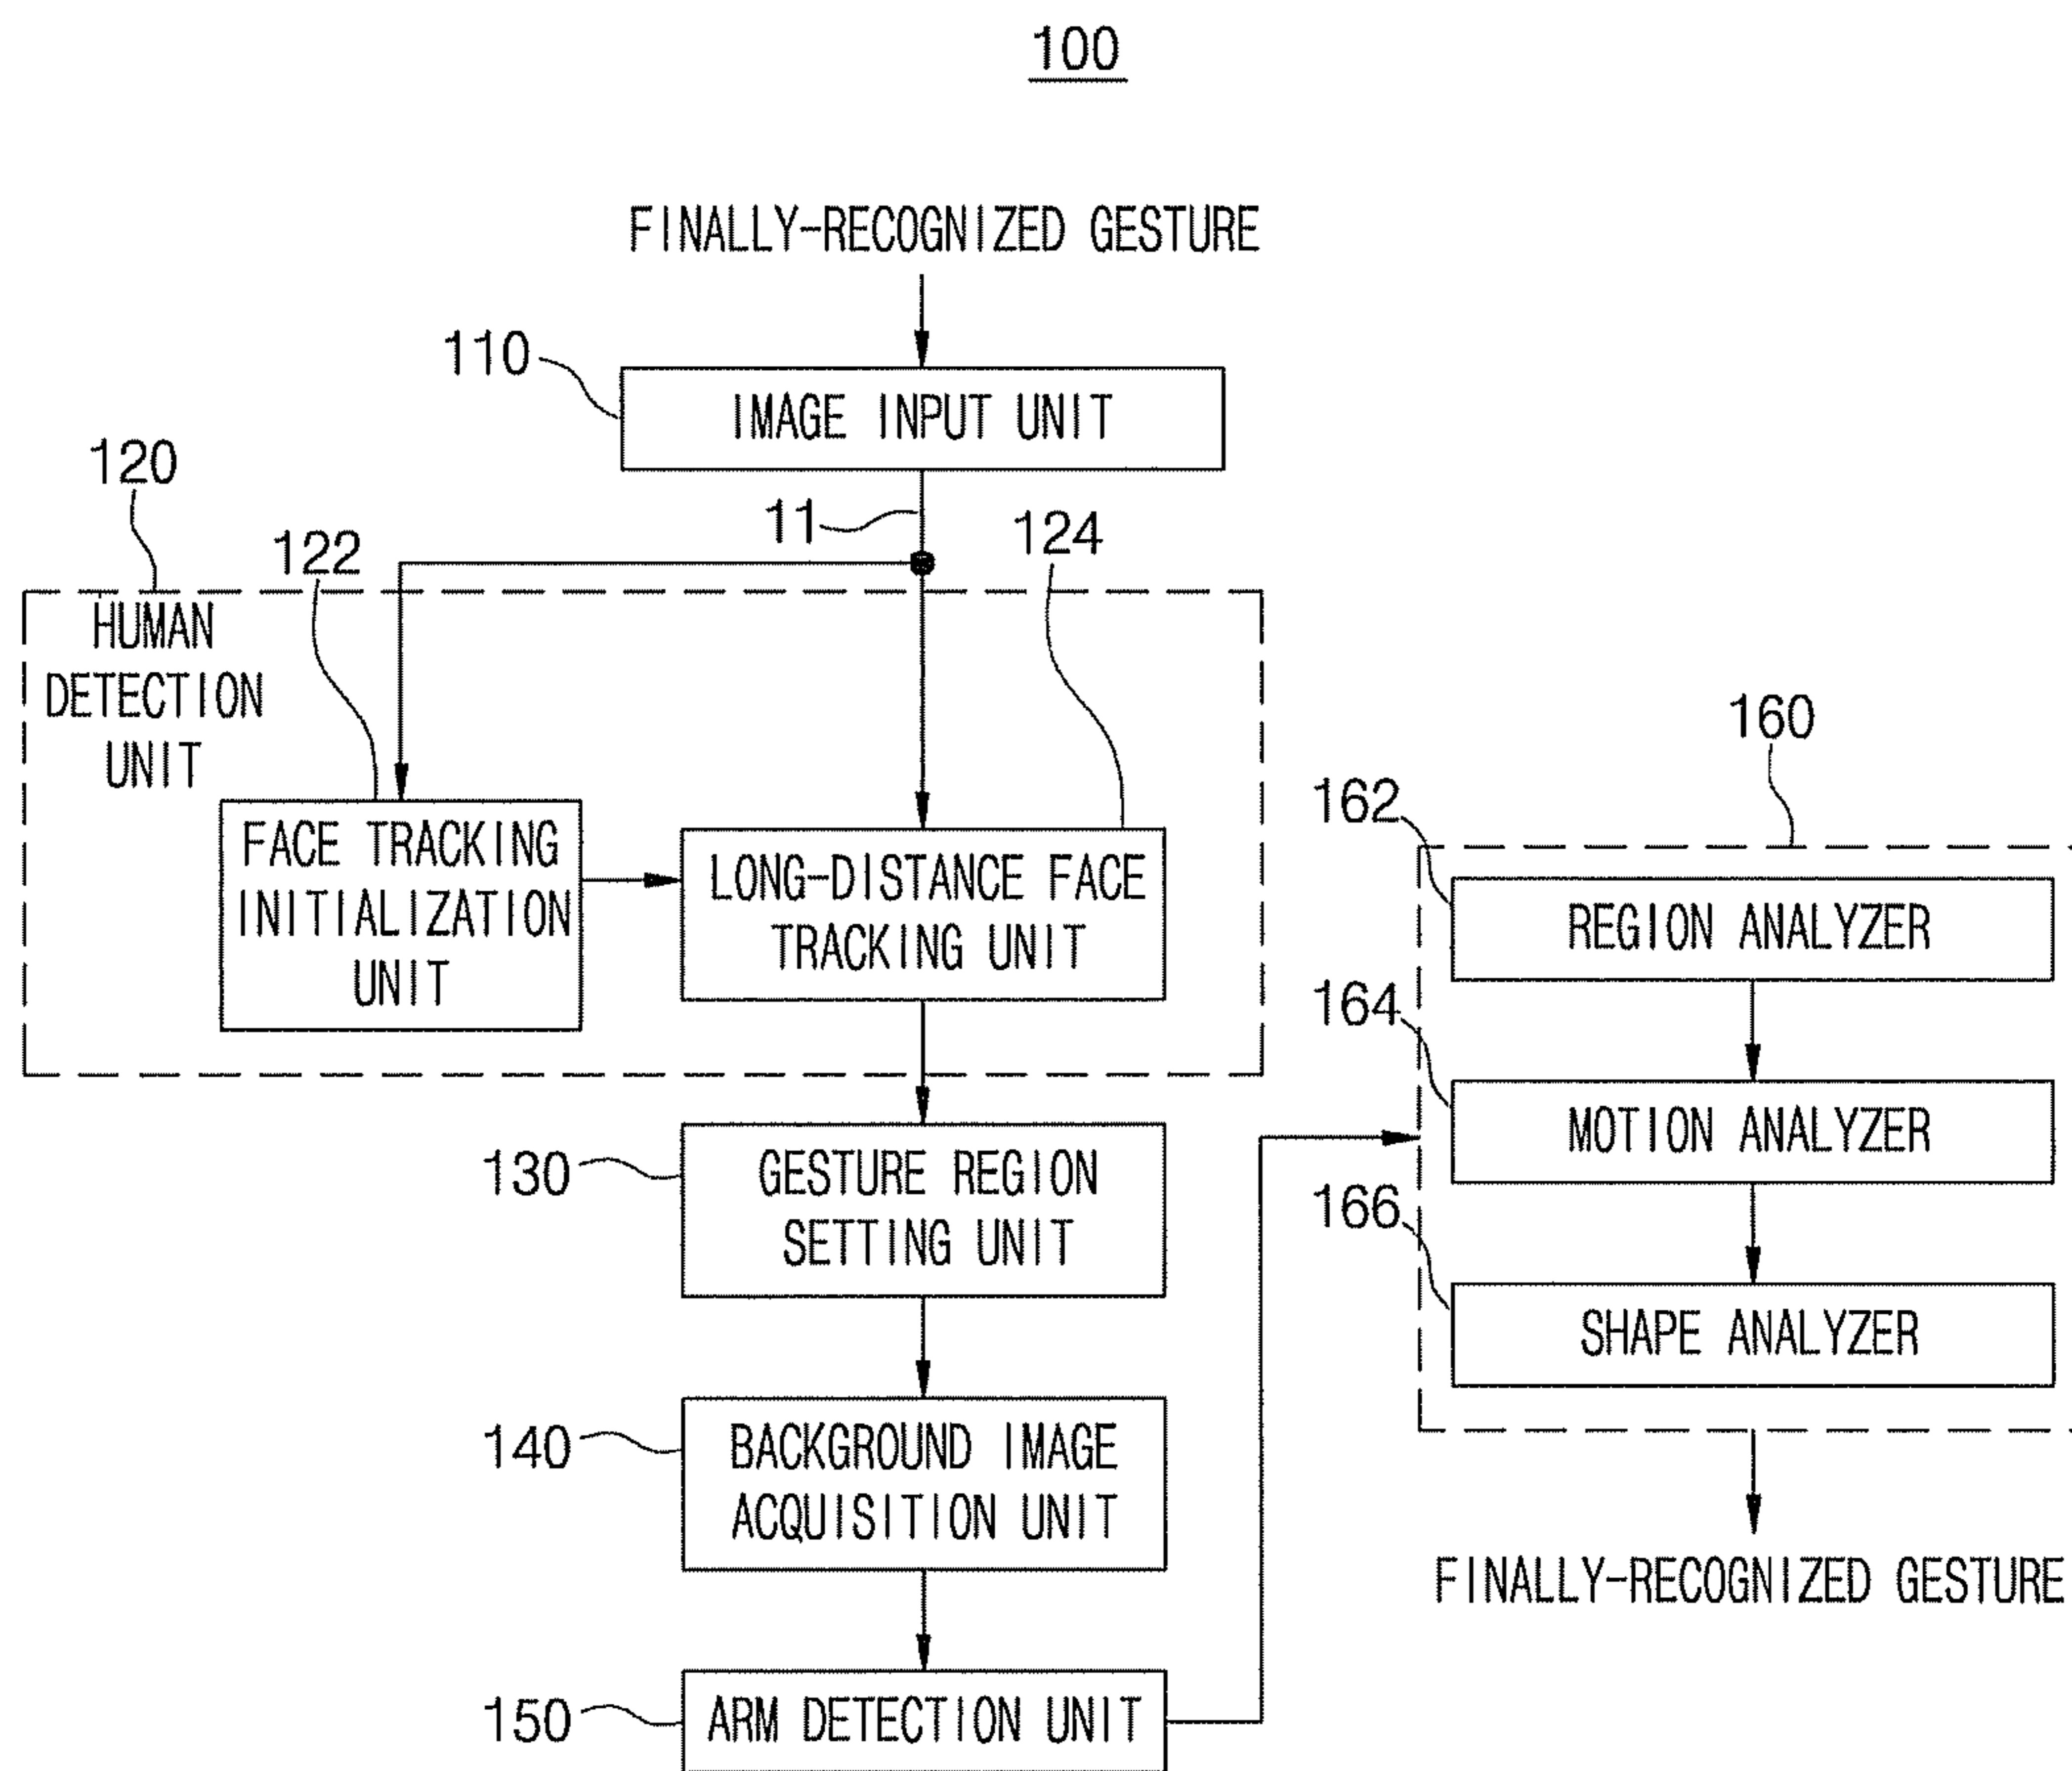 100
FINALLY-RECOGNIZED GESTURE
110
IMAGE INPUT UNIT
120
11
122
124
HUMAN
DETECTION
UNIT
FACE TRACKING
INITIALIZATION
UNIT
LONG-DISTANCE FACE
TRACKING UNIT
130
GESTURE REGION
SETTING UNIT
140
BACKGROUND IMAGE
ACQUISITION UNIT
150
ARM DETECTION UNIT
160
162
REGION ANALYZER
164
MOTION ANALYZER
166
SHAPE ANALYZER
FINALLY-RECOGNIZED GESTURE